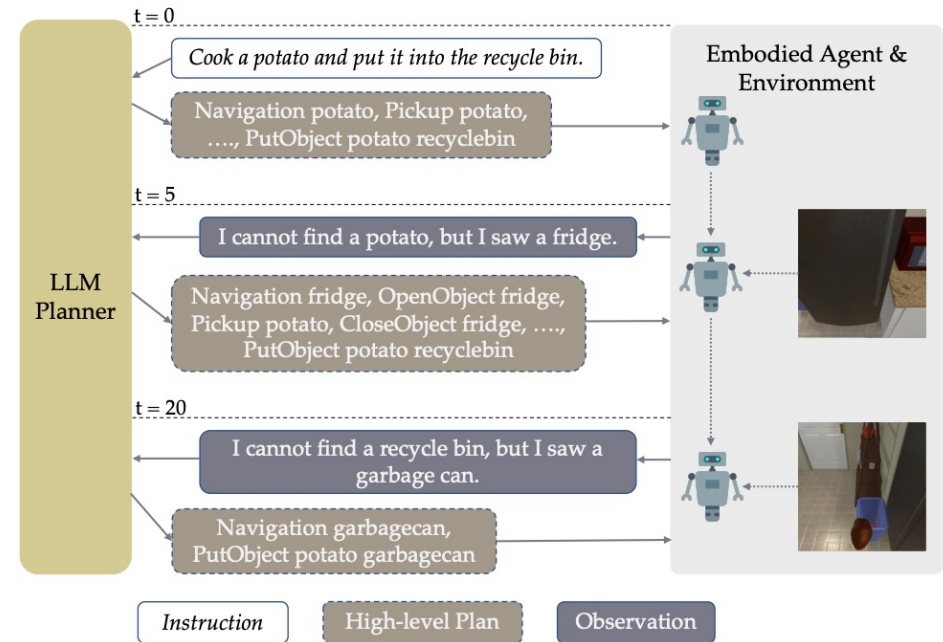 t = 0
Cook a potato and put it into the recycle bin.
Embodied Agent &
Environment
Navigation potato, Pickup potato,
…., PutObject potato recyclebin
t = 5
I cannot find a potato, but I saw a fridge.
LLM
Planner
Navigation fridge, OpenObject fridge,
Pickup potato, CloseObject fridge, ….,
PutObject potato recyclebin
t = 20
I cannot find a recycle bin, but I saw a
garbage can.
Navigation garbagecan,
PutObject potato garbagecan
Instruction
High-level Plan
Observation